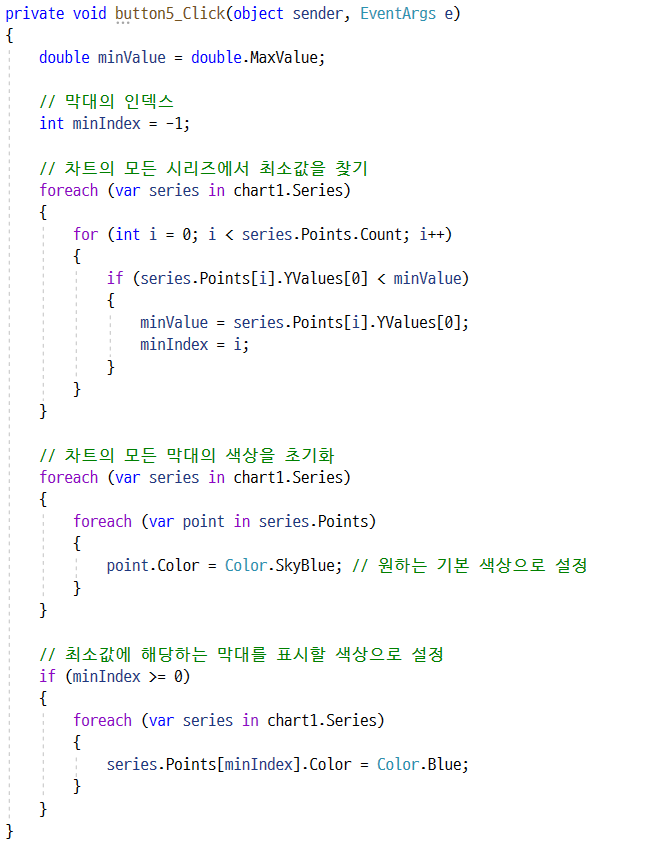 private void button5_Click(object sender, EventArgs e)
{
    double minValue = double.MaxValue;

    // 막대의 인덱스
    int minIndex = -1;

    // 차트의 모든 시리즈에서 최소값을 찾기
    foreach (var series in chart1.Series)
    {
        for (int i = 0; i < series.Points.Count; i++)
        {
            if (series.Points[i].YValues[0] < minValue)
            {
                minValue = series.Points[i].YValues[0];
                minIndex = i;
            }
        }
    }

    // 차트의 모든 막대의 색상을 초기화
    foreach (var series in chart1.Series)
    {
        foreach (var point in series.Points)
        {
            point.Color = Color.SkyBlue; // 원하는 기본 색상으로 설정
        }
    }

    // 최소값에 해당하는 막대를 표시할 색상으로 설정
    if (minIndex >= 0)
    {
        foreach (var series in chart1.Series)
        {
            series.Points[minIndex].Color = Color.Blue;
        }
    }
}